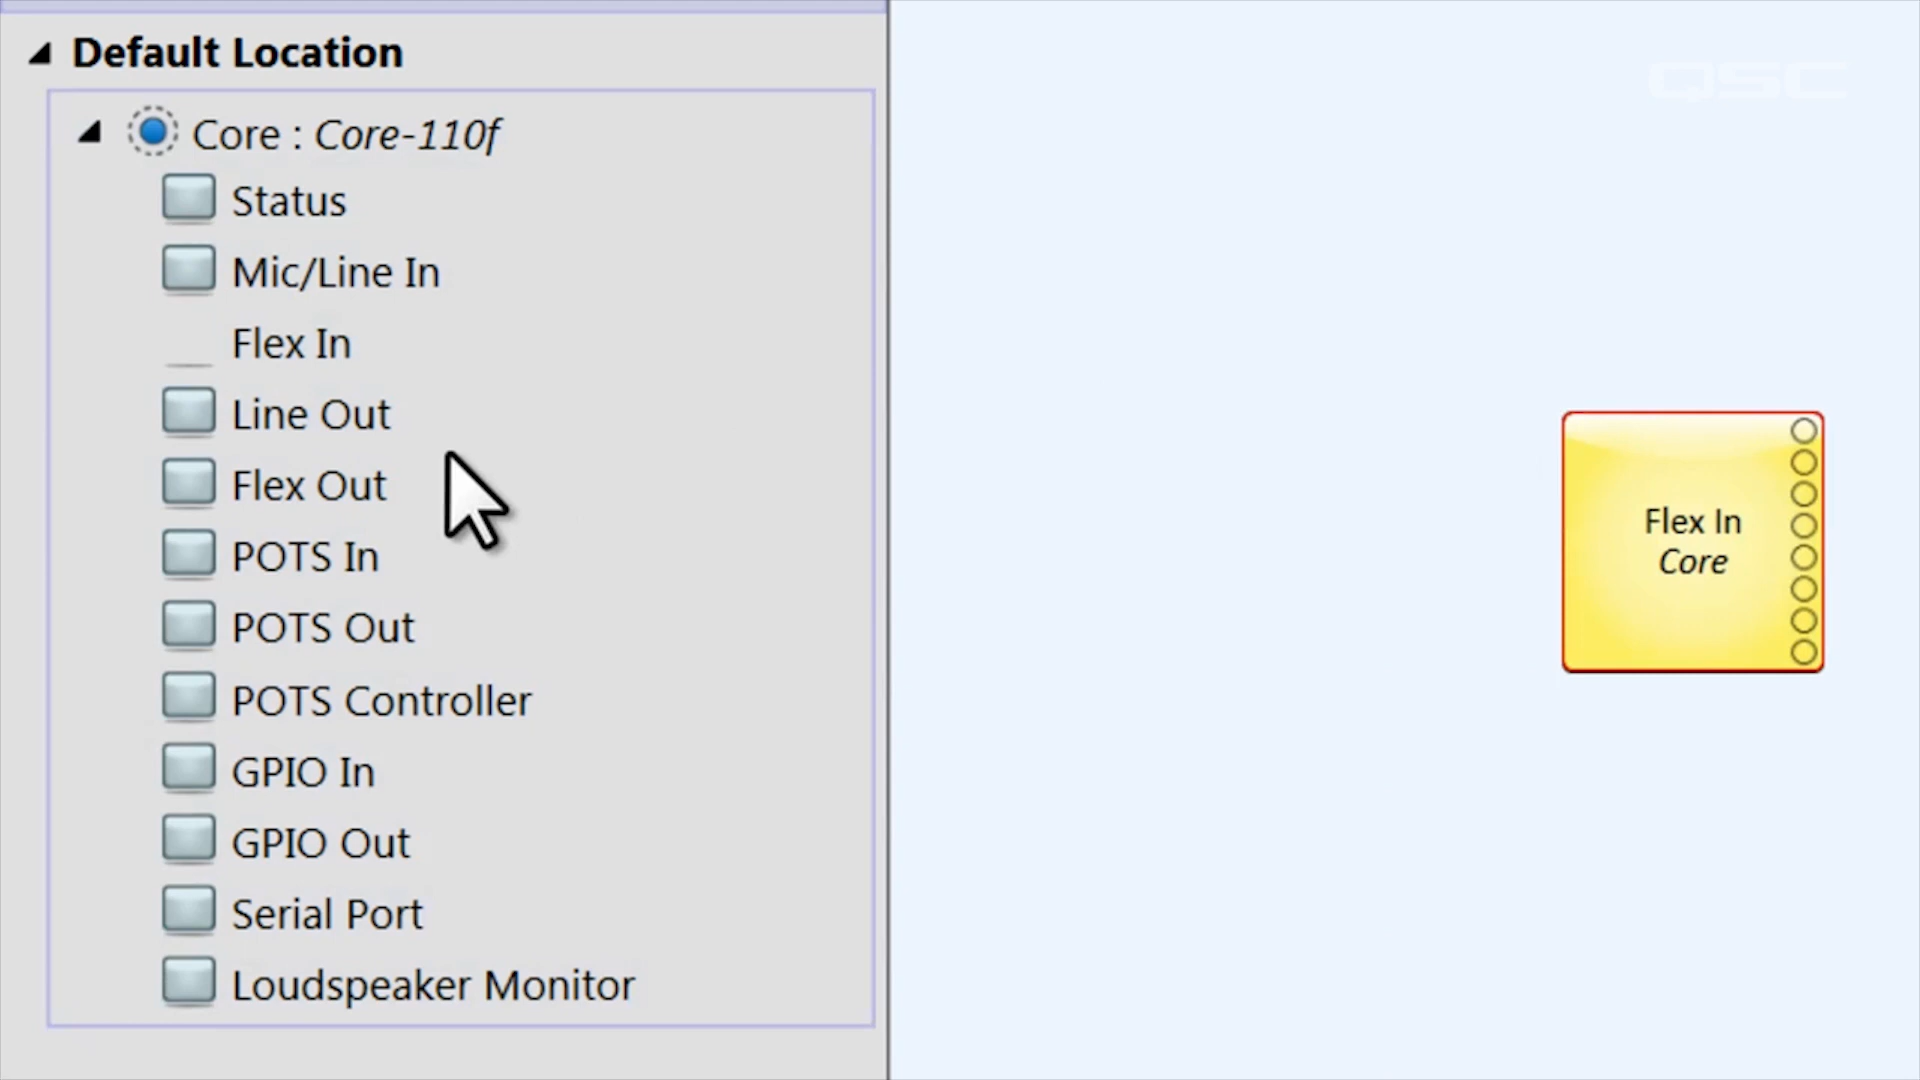 Default Location
Core : Core-110f
Status
Mic/Line In
Flex In
Line Out
Flex Out
POTS In
POTS Out
POTS Controller
GPIO In
GPIO Out
Serial Port
Loudspeaker Monitor
QSC
Flex In
Core